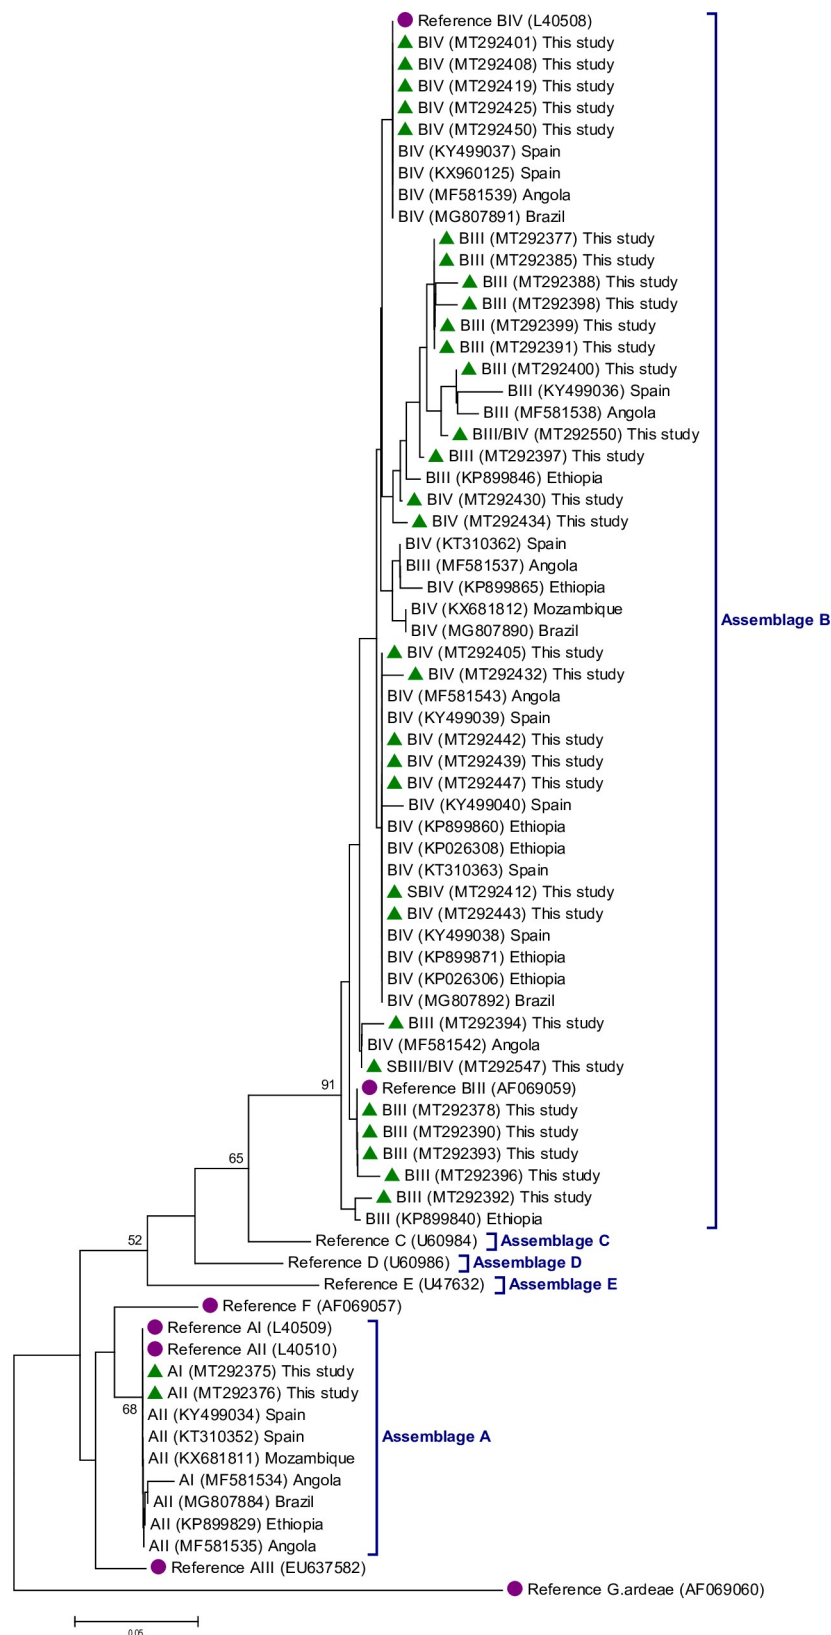 Reference BIV (L40508)
BIV (MT292401) This study
BIV (MT292408) This study
BIV (MT292419) This study
BIV (MT292425) This study
BIV (MT292450) This study
BIV (KY499037) Spain
BIV (KX960125) Spain
BIV (MF581539) Angola
BIV (MG807891) Brazil
BIII (MT292377) This study
BIII (MT292385) This study
BIII (MT292388) This study
BIII (MT292398) This study
BIII (MT292399) This study
BIII (MT292391) This study
BIII (MT292400) This study
BIII (KY499036) Spain
BIII (MF581538) Angola
BIII/BIV (MT292550) This study
BIII (MT292397) This study
BIII (KP899846) Ethiopia
BIV (MT292430) This study
BIV (MT292434) This study
BIV (KT310362) Spain
BIII (MF581537) Angola
BIV (KP899865) Ethiopia
BIV (KX681812) Mozambique
Assemblage B
BIV (MG807890) Brazil
BIV (MT292405) This study
BIV (MT292432) This study
BIV (MF581543) Angola
BIV (KY499039) Spain
BIV (MT292442) This study
BIV (MT292439) This study
BIV (MT292447) This study
BIV (KY499040) Spain
BIV (KP899860) Ethiopia
BIV (KP026308) Ethiopia
BIV (KT310363) Spain
SBIV (MT292412) This study
BIV (MT292443) This study
BIV (KY499038) Spain
BIV (KP899871) Ethiopia
BIV (KP026306) Ethiopia
BIV (MG807892) Brazil
BIII (MT292394) This study
BIV (MF581542) Angola
SBIII/BIV (MT292547) This study
91
Reference BIII (AF069059)
BIII (MT292378) This study
BIII (MT292390) This study
BIII (MT292393) This study
65
BIII (MT292396) This study
BIII (MT292392) This study
BIII (KP899840) Ethiopia
52
Reference C (U60984)
Assemblage C
Reference D (U60986)
Assemblage D
Reference E (U47632)
Assemblage E
Reference F (AF069057)
Reference AI (L40509)
Reference AII (L40510)
AI (MT292375) This study
AII (MT292376) This study
68
AII (KY499034) Spain
AII (KT310352) Spain
Assemblage A
AII (KX681811) Mozambique
AI (MF581534) Angola
AII (MG807884) Brazil
AII (KP899829) Ethiopia
AII (MF581535) Angola
Reference AIII (EU637582)
Reference G.ardeae (AF069060)
0.05